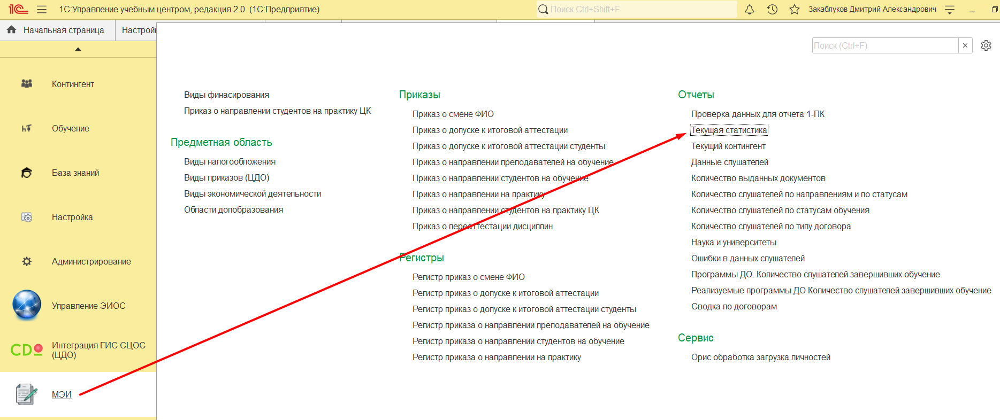 1С:Управление учебным центром, редакция 2.0 (1С:Предприятие)
Поиск Ctrl+Shift+F
Закаблуков Дмитрий Александрович
Начальная страница
Настрой
Поиск (Ctrl+F)
Контингент
Обучение
База знаний
Настройка
Администрирование
Управление ЭИОС
CDO
Интеграция ГИС СЦОС
(ЦДО)
МЭИ
Виды финасирования
Приказ о направлении студентов на практику ЦК
Предметная область
Виды налогообложения
Виды приказов (ЦДО)
Виды экономической деятельности
Области допобразования
Приказы
Приказ о смене ФИО
Приказ о допуске к итоговой аттестации
Приказ о допуске к итоговой аттестации студенты
Приказ о направлении преподавателей на обучение
Приказ о направлении студентов на обучение
Приказ о направлении на практику
Приказ о направлении студентов на практику ЦК
Приказ о переаттестации дисциплин
Регистры
Регистр приказ о смене ФИО
Регистр приказ о допуске к итоговой аттестации
Регистр приказ о допуске к итоговой аттестации студенты
Регистр приказа о направлении преподавателей на обучение
Регистр приказа о направлении студентов на обучение
Регистр приказа о направлении на практику
Отчеты
Проверка данных для отчета 1-ПК
Текущая статистика
Текущий контингент
Данные слушателей
Количество выданных документов
Количество слушателей по направлениям и по статусам
Количество слушателей по статусам обучения
Количество слушателей по типу договора
Наука и университеты
Ошибки в данных слушателей
Программы ДО. Количество слушателей завершивших обучение
Реализуемые программы ДО Количество слушателей завершивших обучение
Сводка по договорам
Сервис
Орис обработка загрузка личностей